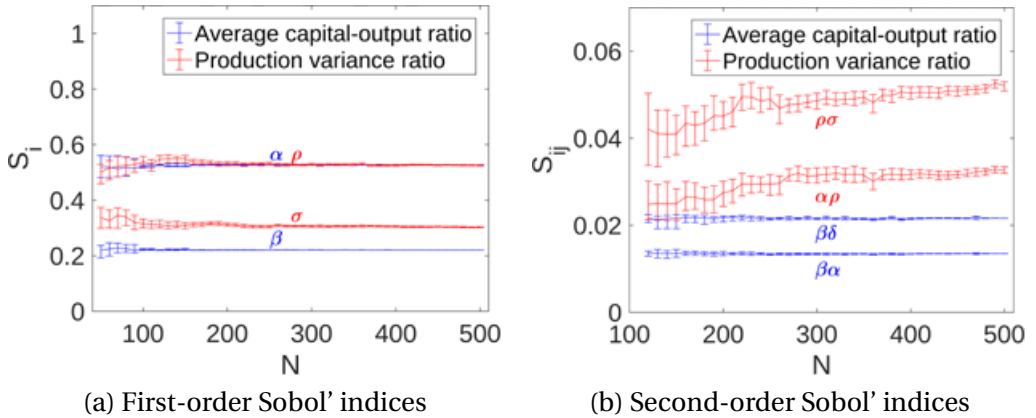 1
0.8
0.6
0.4
0.2
0
S_i
Average capital-output ratio
Production variance ratio
α ρ
σ
β
100 200 300 400 500
N
(a) First-order Sobol’ indices
0.06
0.04
0.02
0
S_ij
Average capital-output ratio
Production variance ratio
ρσ
αρ
βδ
βα
100 200 300 400 500
N
(b) Second-order Sobol’ indices